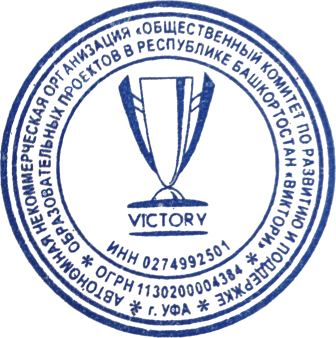 АВТОНОМНАЯ НЕКОММЕРЧЕСКАЯ ОРГАНИЗАЦИЯ «ОБЩЕСТВЕННЫЙ КОМИТЕТ ПО РАЗВИТИЮ И ПОДДЕРЖКЕ
ОБРАЗОВАТЕЛЬНЫХ ПРОЕКТОВ В РЕСПУБЛИКЕ БАШКОРТОСТАН «ВИКТОРИ»
VICTORY
ИНН 0274992501
* ОГРН 1130200004384 *
* г. УФА *